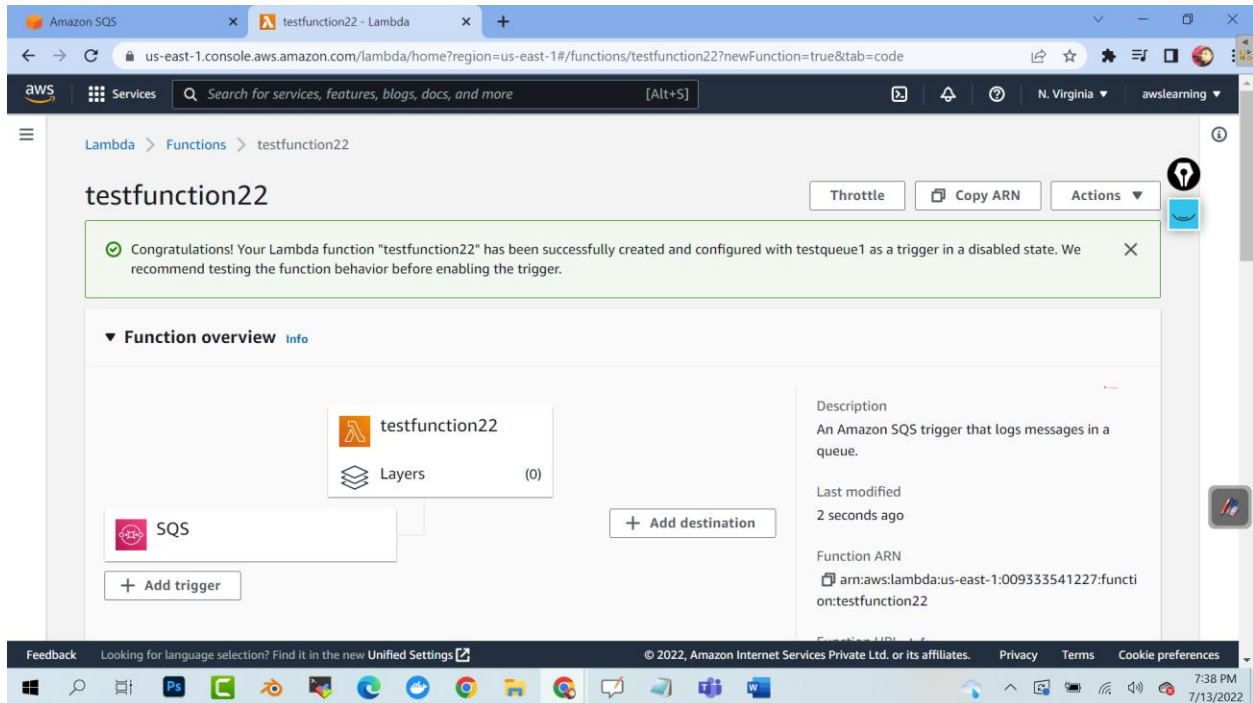 Amazon SQS
testfunction22 - Lambda
us-east-1.console.aws.amazon.com/lambda/home?region=us-east-1#/functions/testfunction22?newFunction=true&tab=code
aws
Services
Search for services, features, blogs, docs, and more
[Alt+S]
N. Virginia
awslearning
Lambda > Functions > testfunction22
testfunction22
Throttle
Copy ARN
Actions
Congratulations! Your Lambda function "testfunction22" has been successfully created and configured with testqueue1 as a trigger in a disabled state. We
recommend testing the function behavior before enabling the trigger.
Function overview Info
testfunction22
Layers (0)
SQS
+ Add trigger
+ Add destination
Description
An Amazon SQS trigger that logs messages in a
queue.
Last modified
2 seconds ago
Function ARN
arn:aws:lambda:us-east-1:009333541227:functi
on:testfunction22
Feedback
Looking for language selection? Find it in the new Unified Settings
© 2022, Amazon Internet Services Private Ltd. or its affiliates.
Privacy
Terms
Cookie preferences
Ps
7:38 PM
7/13/2022